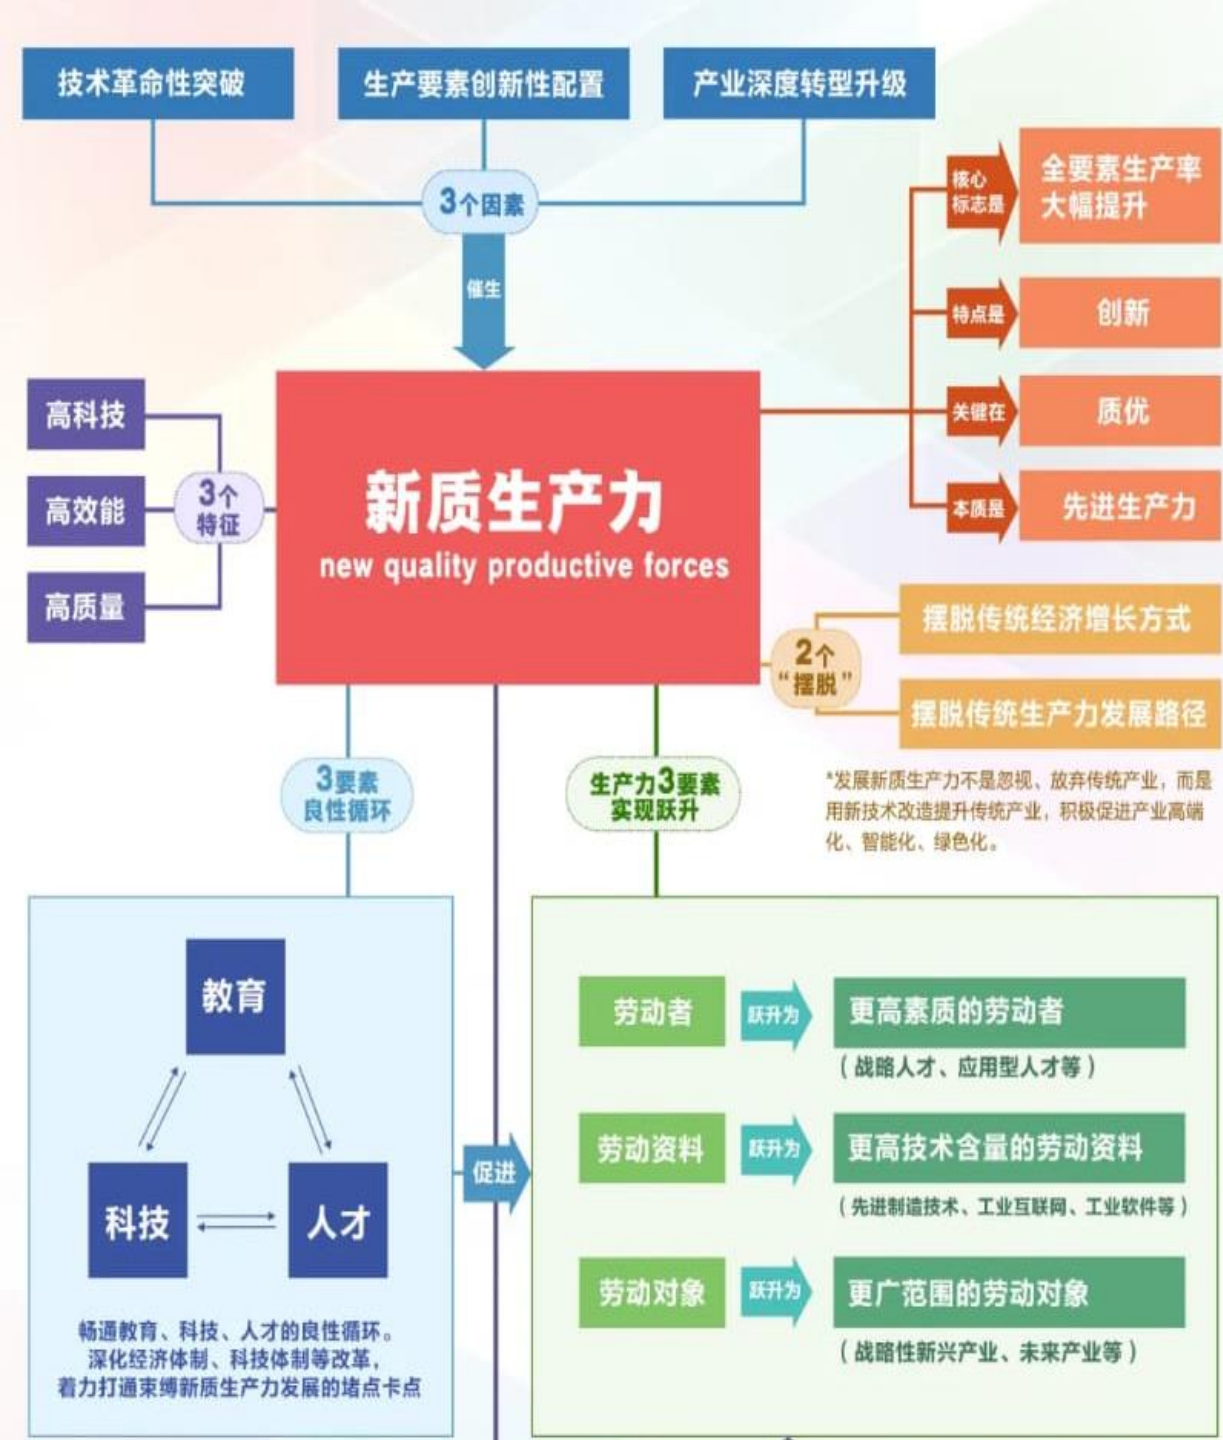 技术革命性突破
生产要素创新性配置
产业深度转型升级
3个因素
催生
核心
标志是
全要素生产率
大幅提升
特点是
创新
关键在
质优
本质是
先进生产力
高科技
高效能
高质量
3个
特征
新质生产力
new quality productive forces
2个
“摆脱”
摆脱传统经济增长方式
摆脱传统生产力发展路径
*发展新质生产力不是忽视、放弃传统产业，而是
用新技术改造提升传统产业，积极促进产业高端
化、智能化、绿色化。
3要素
良性循环
生产力3要素
实现跃升
教育
科技
人才
畅通教育、科技、人才的良性循环。
深化经济体制、科技体制等改革，
着力打通束缚新质生产力发展的堵点卡点
促进
劳动者
跃升为
更高素质的劳动者
（战略人才、应用型人才等）
劳动资料
跃升为
更高技术含量的劳动资料
（先进制造技术、工业互联网、工业软件等）
劳动对象
跃升为
更广范围的劳动对象
（战略性新兴产业、未来产业等）